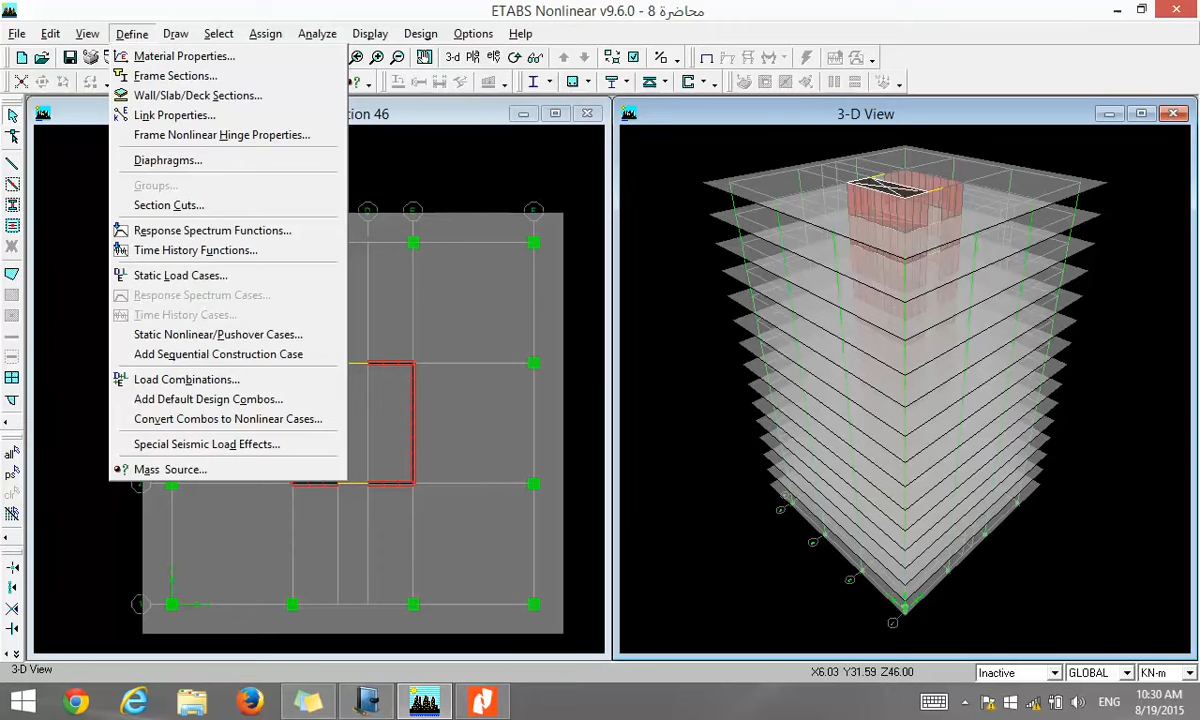 ETABS Nonlinear v9.6.0 - محاضرة 8
File Edit View Define Draw Select Assign Analyze Display Design Options Help
Material Properties...
Frame Sections...
Wall/Slab/Deck Sections...
Link Properties...
Frame Nonlinear Hinge Properties...
Diaphragms...
Groups...
Section Cuts...
Response Spectrum Functions...
Time History Functions...
Static Load Cases...
Response Spectrum Cases...
Time History Cases...
Static Nonlinear/Pushover Cases...
Add Sequential Construction Case
Load Combinations...
Add Default Design Combos...
Convert Combos to Nonlinear Cases...
Special Seismic Load Effects...
Mass Source...
3-d
all
ps
clr
tion 46
D E F
3-D View
3-D View
X6.03 Y31.59 Z46.00
Inactive
GLOBAL
KN-m
ENG
10:30 AM
8/19/2015